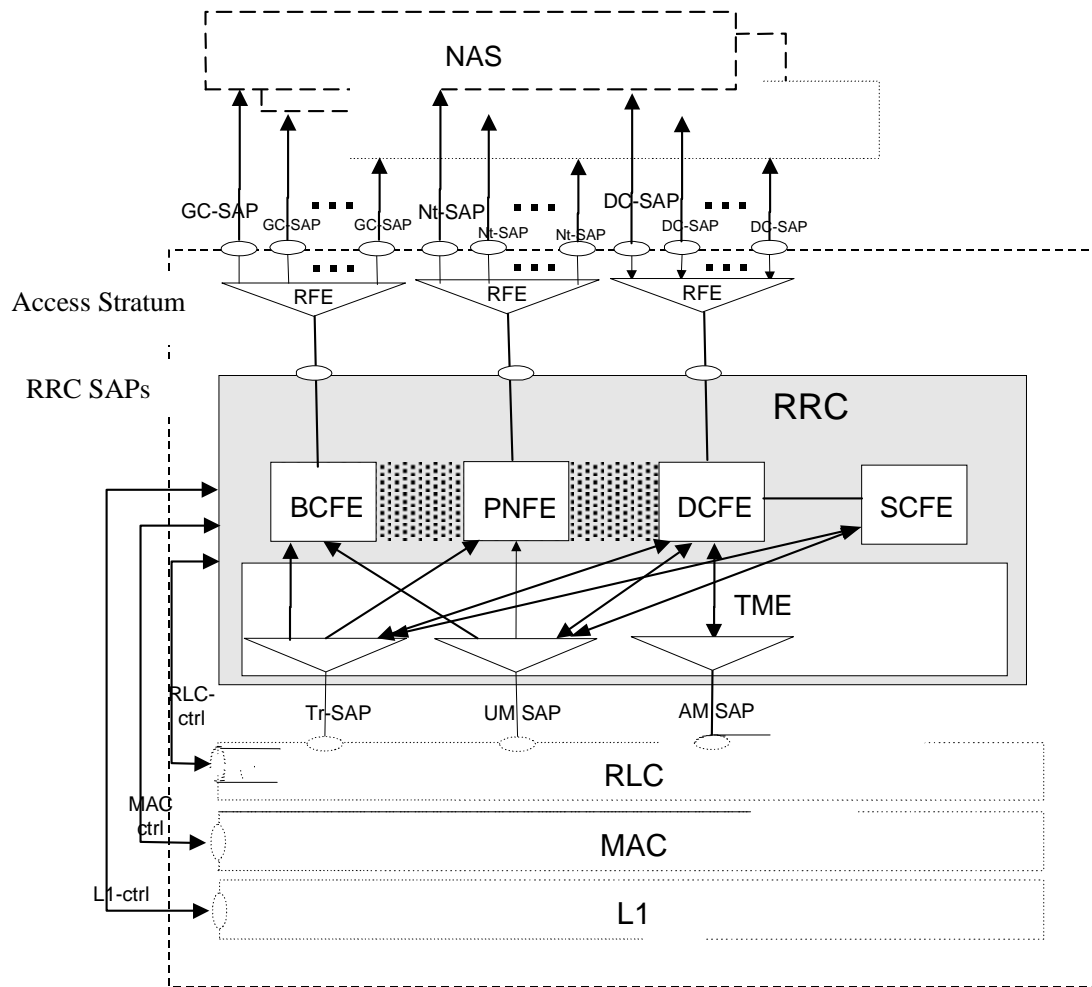 NAS
GC-SAP
GC-SAP
GC-SAP
Nt-SAP
Nt-SAP
Nt-SAP
DC-SAP
DC-SAP
DC-SAP
RFE
RFE
RFE
Access Stratum
RRC SAPs
RRC
BCFE
PNFE
DCFE
SCFE
TME
RLC-
ctrl
Tr-SAP
UM SAP
AM SAP
RLC
MAC
ctrl
MAC
L1-ctrl
L1